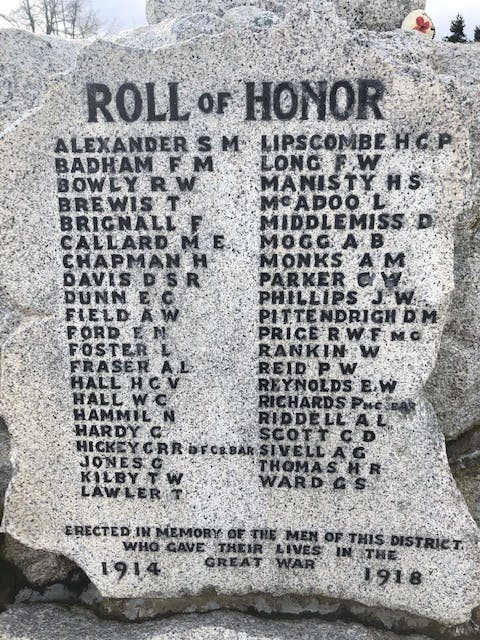 ROLL OF HONOR
ALEXANDER S M
BADHAM F M
BOWLY R W
BREWIS T
BRIGNALL F
CALLARD M E
CHAPMAN H
DAVIS D S R
DUNN E C
FIELD A W
FORD E N
FOSTER L
FRASER A L
HALL H C V
HALL W C
HAMMIL N
HARDY C
HICKEY C R R D F C & BAR
JONES G
KILBY T W
LAWLER T
LIPSCOMBE H C P
LONG F W
MANISTY H S
McADOO L
MIDDLEMISS D
MOGG A B
MONKS A M
PARKER C W
PHILLIPS J. W.
PITTENDRIGH D M
PRICE R W F M C
RANKIN W
REID P W
REYNOLDS E.W
RICHARDS P MC BAR
RIDDELL A L
SCOTT C D
SIVELL A G
THOMAS H R
WARD G S
ERECTED IN MEMORY OF THE MEN OF THIS DISTRICT
WHO GAVE THEIR LIVES IN THE
GREAT WAR
1914 1918